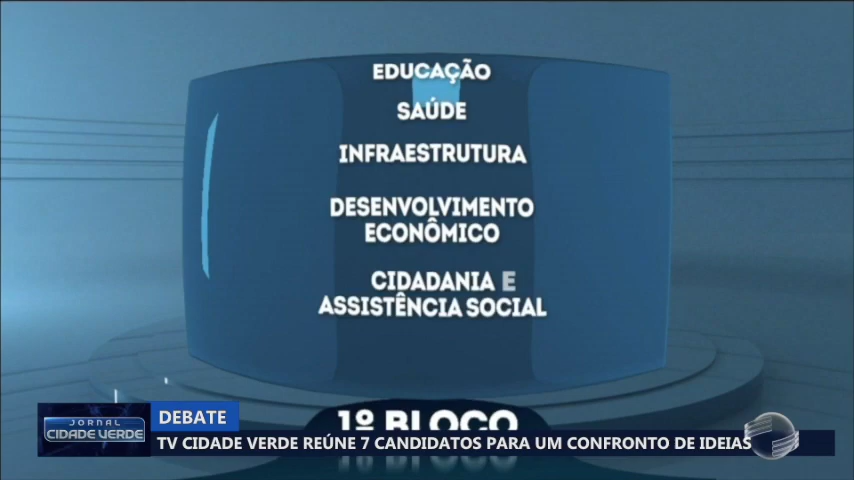 EDUCAÇÃO
SAÚDE
INFRAESTRUTURA
DESENVOLVIMENTO
ECONÔMICO
CIDADANIA E
ASSISTÊNCIA SOCIAL
1º BLOCO
JORNAL
CIDADE VERDE
DEBATE
TV CIDADE VERDE REÚNE 7 CANDIDATOS PARA UM CONFRONTO DE IDEIAS